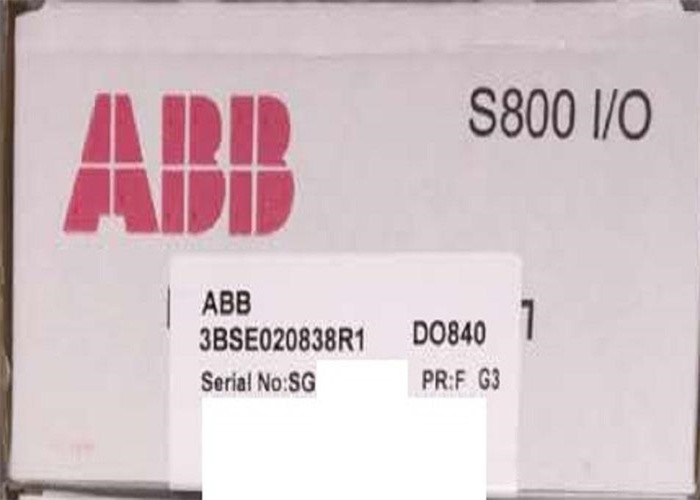 ABB
S800 I/O
ABB
3BSE020838R1 DO840
Serial No:SG PR:F G3